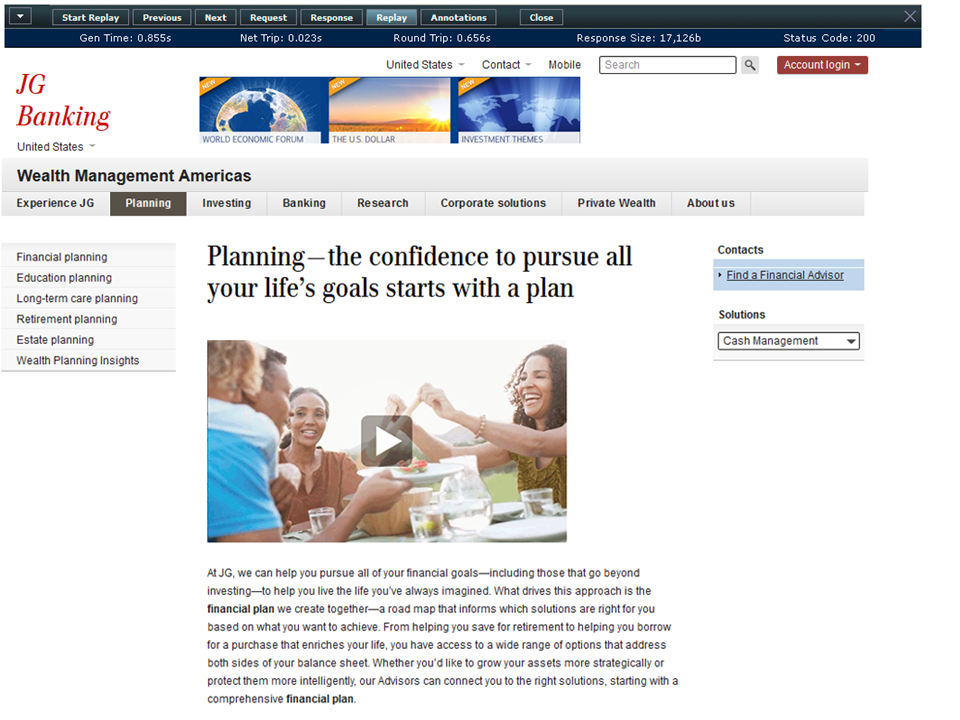 Start Replay Previous Next Request Response Replay Annotations Close
Gen Time: 0.855s Net Trip: 0.023s Round Trip: 0.656s Response Size: 17,126b Status Code: 200
United States Contact Mobile Search Account login
JG
Banking
United States
NEW NEW NEW
WORLD ECONOMIC FORUM THE U.S. DOLLAR INVESTMENT THEMES
Wealth Management Americas
Experience JG Planning Investing Banking Research Corporate solutions Private Wealth About us
Financial planning
Education planning
Long-term care planning
Retirement planning
Estate planning
Wealth Planning Insights
Planning—the confidence to pursue all
your life’s goals starts with a plan
At JG, we can help you pursue all of your financial goals—including those that go beyond
investing—to help you live the life you’ve always imagined. What drives this approach is the
financial plan we create together—a road map that informs which solutions are right for you
based on what you want to achieve. From helping you save for retirement to helping you borrow
for a purchase that enriches your life, you have access to a wide range of options that address
both sides of your balance sheet. Whether you’d like to grow your assets more strategically or
protect them more intelligently, our Advisors can connect you to the right solutions, starting with a
comprehensive financial plan.
Contacts
Find a Financial Advisor
Solutions
Cash Management